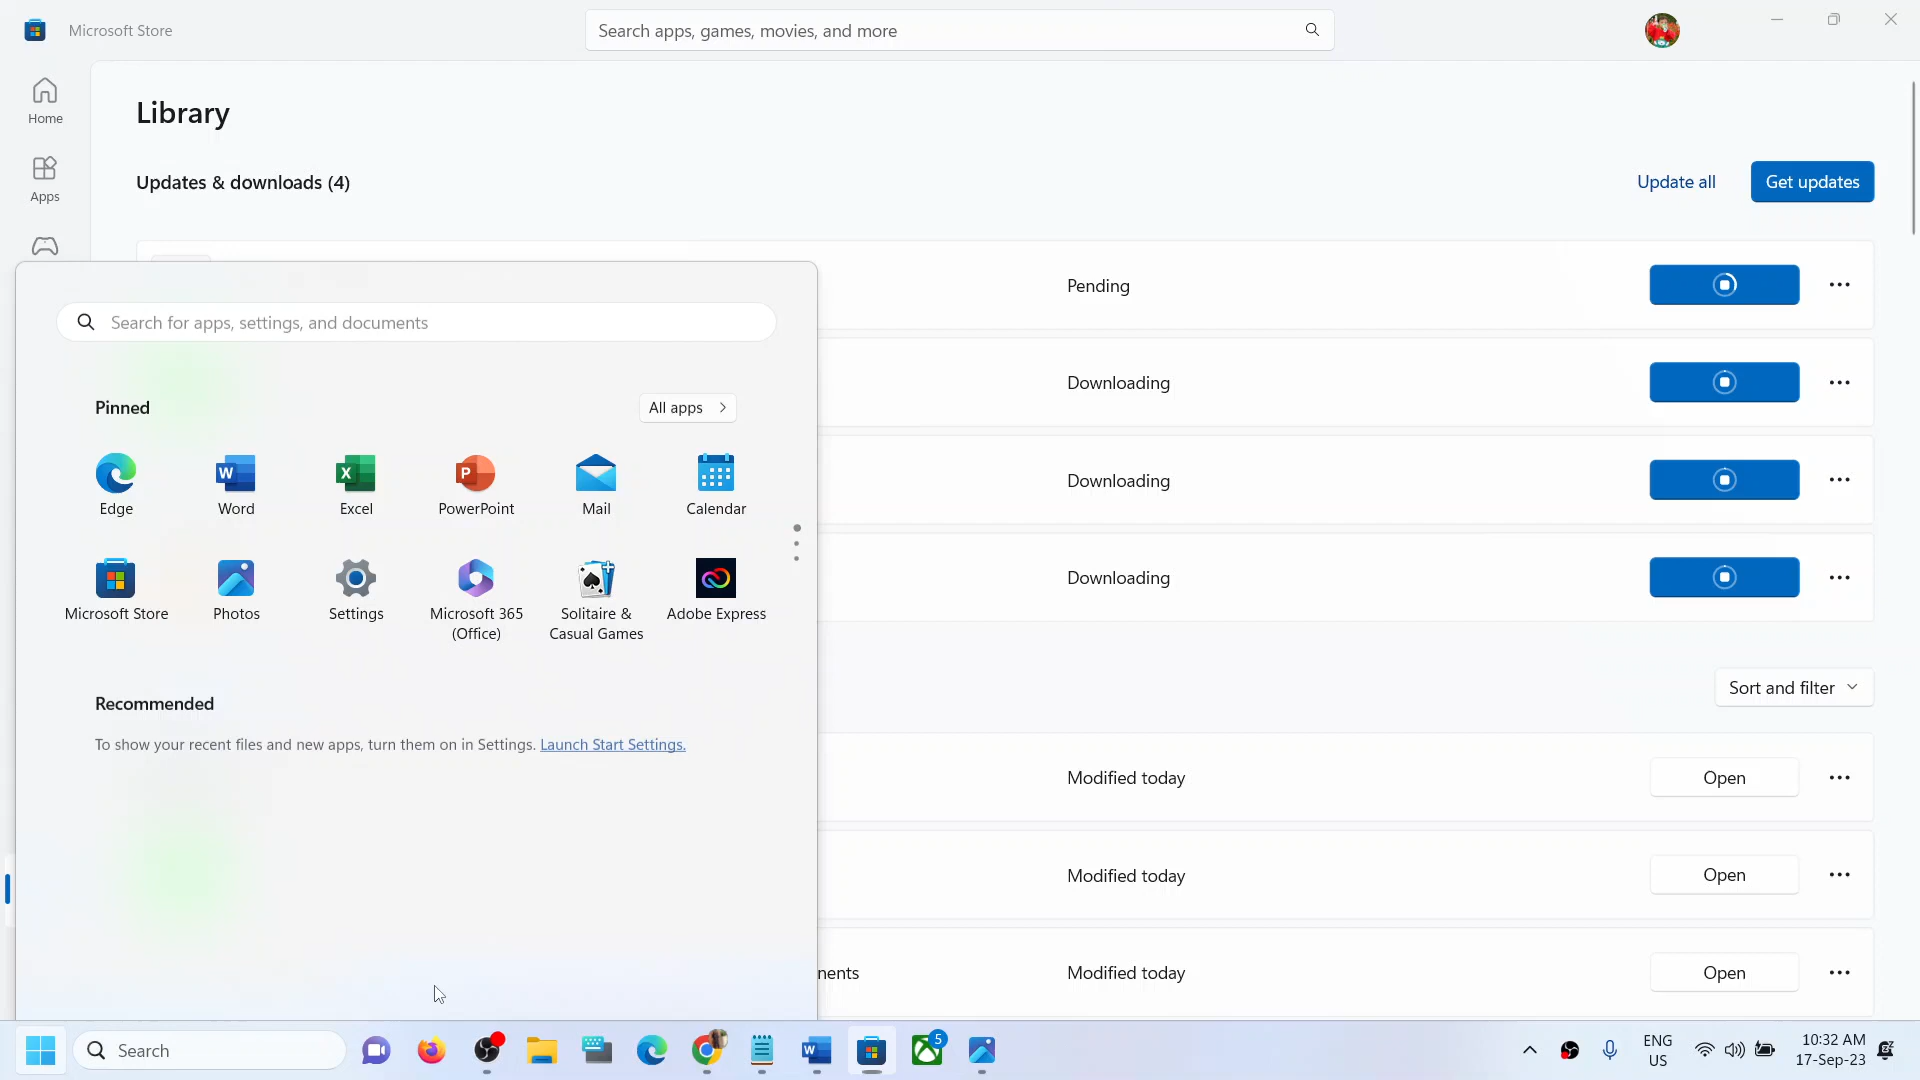 Microsoft Store
Search apps, games, movies, and more
Home
Apps
Library
Updates & downloads (4)
Update all
Get updates
Pending
Downloading
Downloading
Downloading
Sort and filter
Modified today
Open
Modified today
Open
nents
Modified today
Open
Search for apps, settings, and documents
Pinned
All apps
Edge
Word
Excel
PowerPoint
Mail
Calendar
Microsoft Store
Photos
Settings
Microsoft 365
(Office)
Solitaire &
Casual Games
Adobe Express
Recommended
To show your recent files and new apps, turn them on in Settings. Launch Start Settings.
Search
5
ENG
US
10:32 AM
17-Sep-23